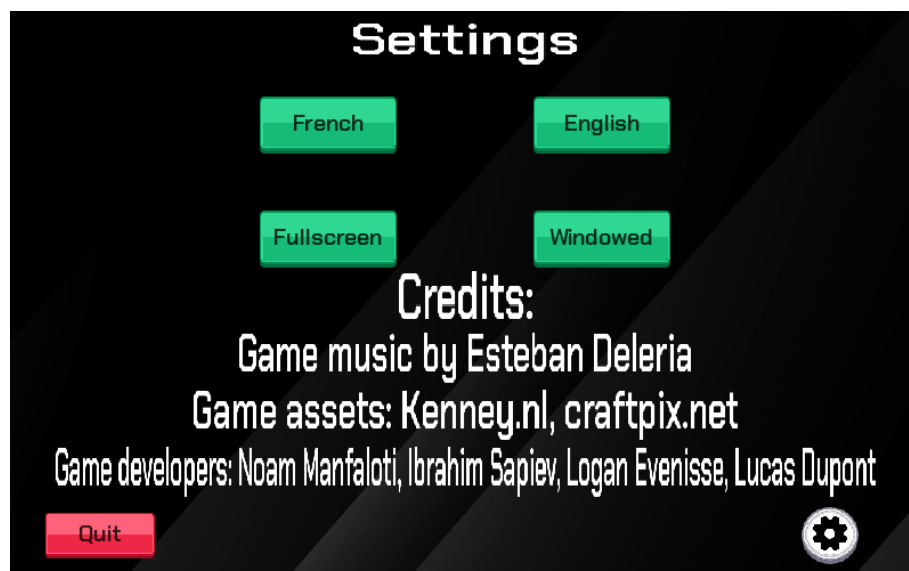 Settings
French English
Fullscreen Windowed
Credits:
Game music by Esteban Deleria
Game assets: Kenney.nl, craftpix.net
Game developers: Noam Manfaloti, Ibrahim Sapiev, Logan Evenisse, Lucas Dupont
Quit